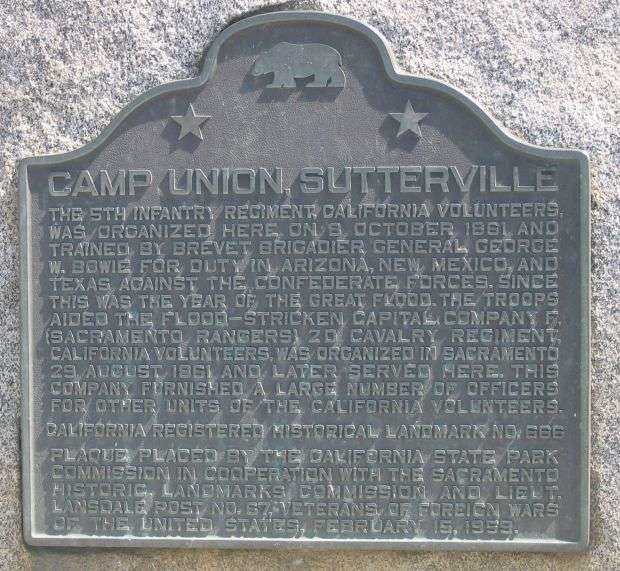 CAMP UNION, SUTTERVILLE
THE 5TH INFANTRY REGIMENT, CALIFORNIA VOLUNTEERS,
WAS ORGANIZED HERE ON 8 OCTOBER 1861 AND
TRAINED BY BREVET BRIGADIER GENERAL GEORGE
W. BOWIE FOR DUTY IN ARIZONA, NEW MEXICO, AND
TEXAS AGAINST THE CONFEDERATE FORCES. SINCE
THIS WAS THE YEAR OF THE GREAT FLOOD, THE TROOPS
AIDED THE FLOOD-STRICKEN CAPITAL. COMPANY F,
(SACRAMENTO RANGERS) 2D CAVALRY REGIMENT,
CALIFORNIA VOLUNTEERS, WAS ORGANIZED IN SACRAMENTO
29 AUGUST 1861 AND LATER SERVED HERE. THIS
COMPANY FURNISHED A LARGE NUMBER OF OFFICERS
FOR OTHER UNITS OF THE CALIFORNIA VOLUNTEERS.
CALIFORNIA REGISTERED HISTORICAL LANDMARK NO. 666
PLAQUE PLACED BY THE CALIFORNIA STATE PARK
COMMISSION IN COOPERATION WITH THE SACRAMENTO
HISTORIC LANDMARKS COMMISSION AND LIEUT.
LANSDALE POST NO. 67, VETERANS OF FOREIGN WARS
OF THE UNITED STATES, FEBRUARY 15, 1959.